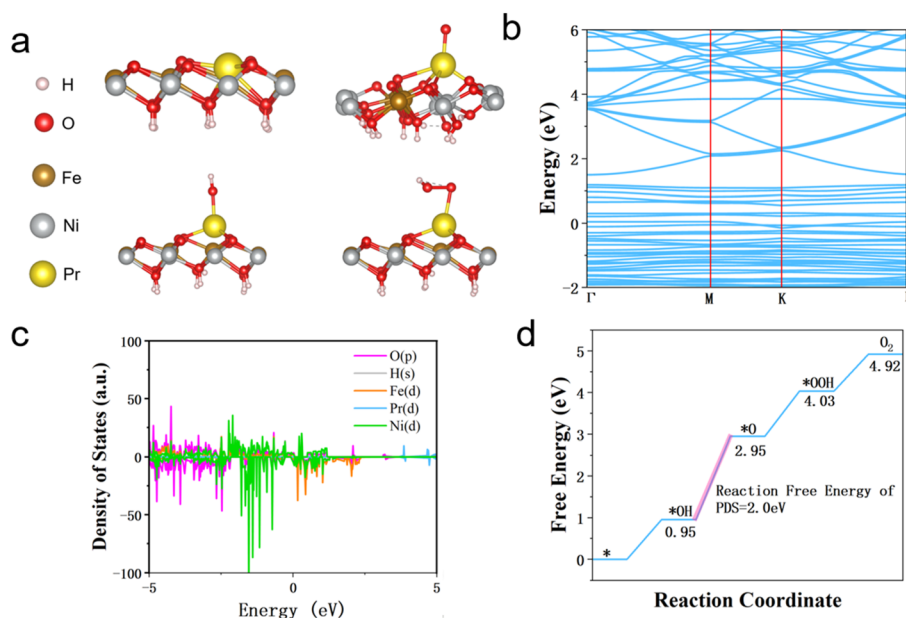 a
H
O
Fe
Ni
Pr
b
Energy (eV)
6
4
2
0
−2
Γ
M
K
c
Density of States (a.u.)
100
50
0
−50
−100
−5
0
5
Energy (eV)
O(p)
H(s)
Fe(d)
Pr(d)
Ni(d)
d
Free Energy (eV)
5
4
3
2
1
0
*
*OH
0.95
*O
2.95
*OOH
4.03
O₂
4.92
Reaction Free Energy of
PDS=2.0eV
Reaction Coordinate